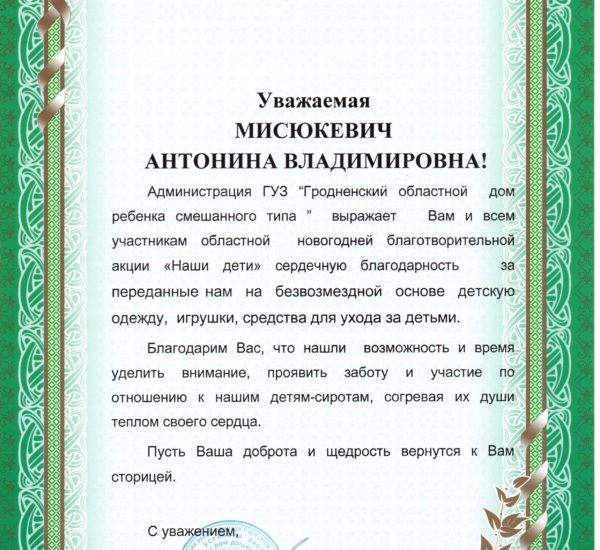 Уважаемая
МИСЮКЕВИЧ
АНТОНИНА ВЛАДИМИРОВНА!
Администрация ГУЗ “Гродненский областной дом
ребенка смешанного типа ” выражает Вам и всем
участникам областной новогодней благотворительной
акции «Наши дети» сердечную благодарность за
переданные нам на безвозмездной основе детскую
одежду, игрушки, средства для ухода за детьми.
Благодарим Вас, что нашли возможность и время
уделить внимание, проявить заботу и участие по
отношению к нашим детям-сиротам, согревая их души
теплом своего сердца.
Пусть Ваша доброта и щедрость вернутся к Вам
сторицей.
С уважением,